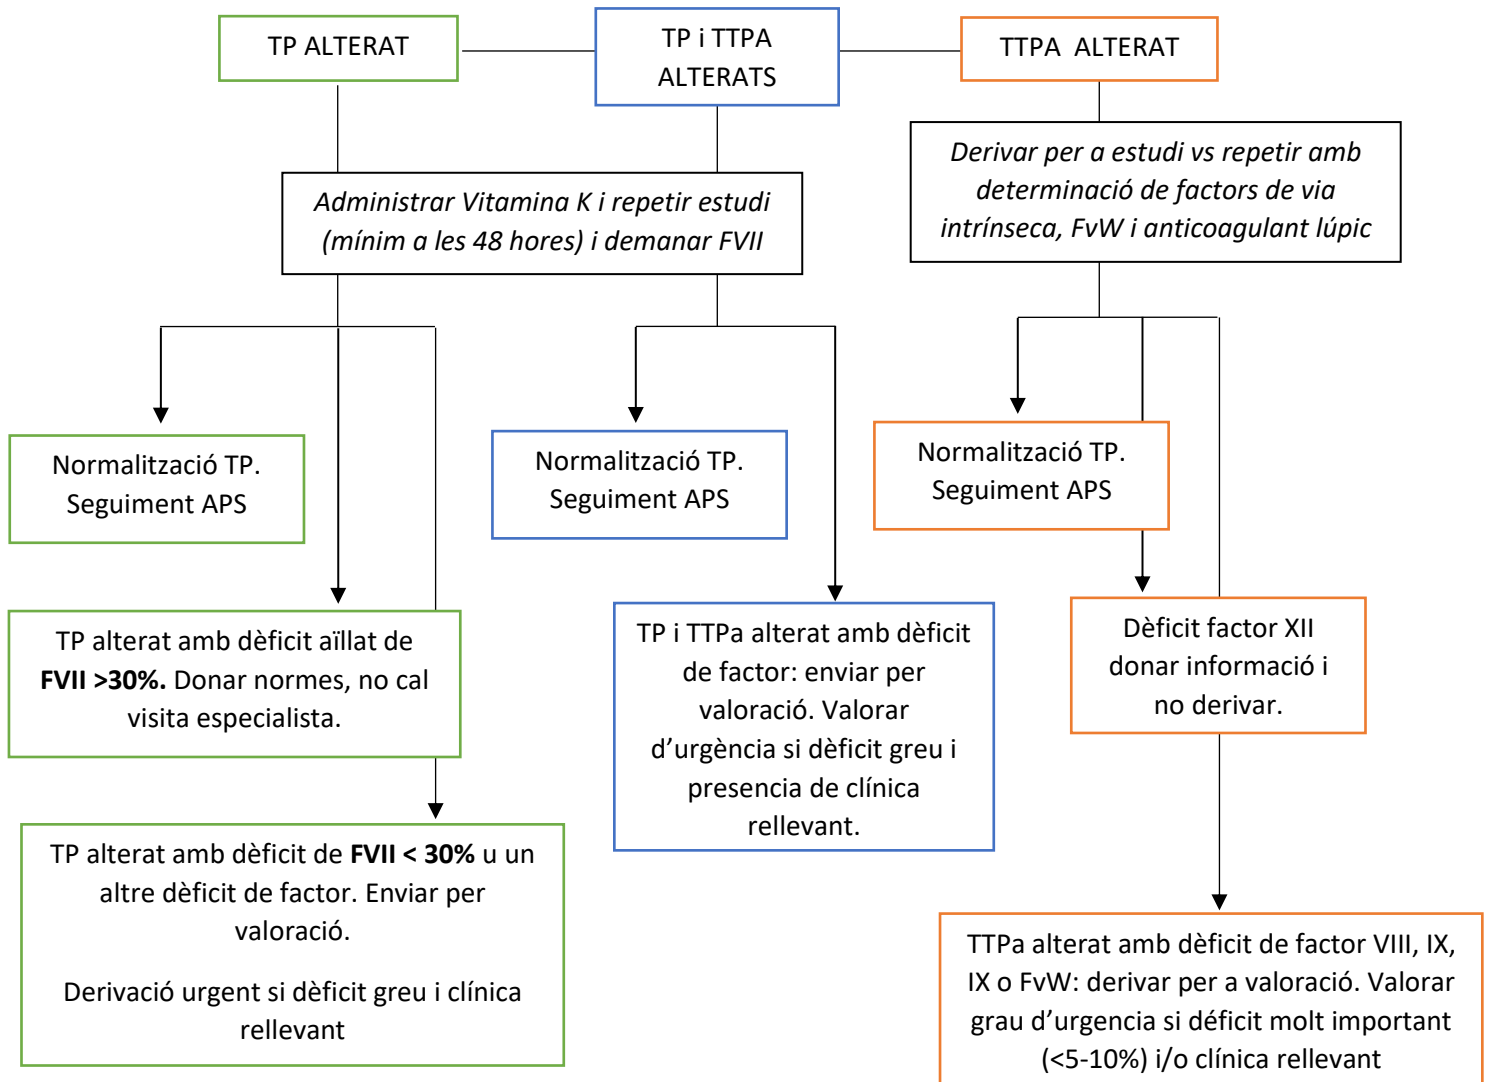 TP ALTERAT
TP i TTPA
ALTERATS
TTPA  ALTERAT
Administrar Vitamina K i repetir estudi
(mínim a les 48 hores) i demanar FVII
Derivar per a estudi vs repetir amb
determinació de factors de via
intrínseca, FvW i anticoagulant lúpic
Normalització TP.
Seguiment APS
Normalització TP.
Seguiment APS
Normalització TP.
Seguiment APS
TP alterat amb dèficit aïllat de
FVII >30%. Donar normes, no cal
visita especialista.
TP i TTPa alterat amb dèficit
de factor: enviar per
valoració. Valorar
d’urgència si dèficit greu i
presencia de clínica
rellevant.
Dèficit factor XII
donar informació i
no derivar.
TP alterat amb dèficit de FVII < 30% u un
altre dèficit de factor. Enviar per
valoració.
Derivació urgent si dèficit greu i clínica
rellevant
TTPa alterat amb dèficit de factor VIII, IX,
IX o FvW: derivar per a valoració. Valorar
grau d’urgencia si déficit molt important
(<5-10%) i/o clínica rellevant